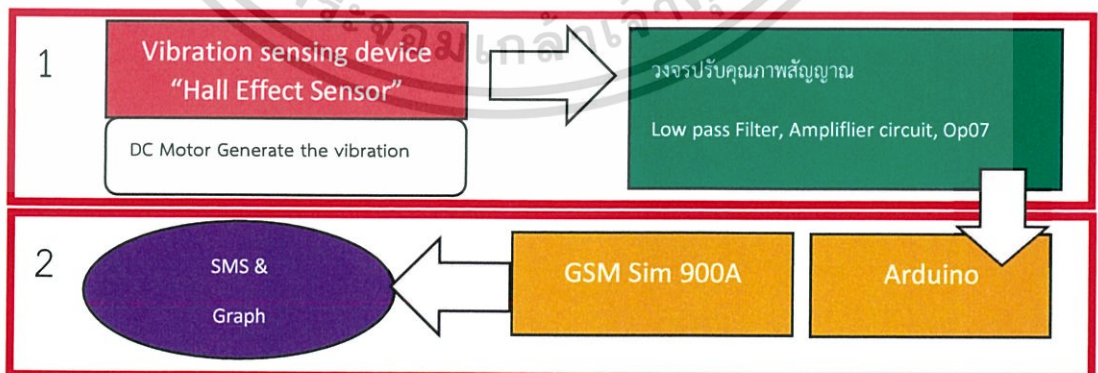 1
Vibration sensing device
“Hall Effect Sensor”
DC Motor Generate the vibration
วงจรปรับคุณภาพสัญญาณ
Low pass Filter, Ampliflier circuit, Op07
2
SMS &
Graph
GSM Sim 900A
Arduino